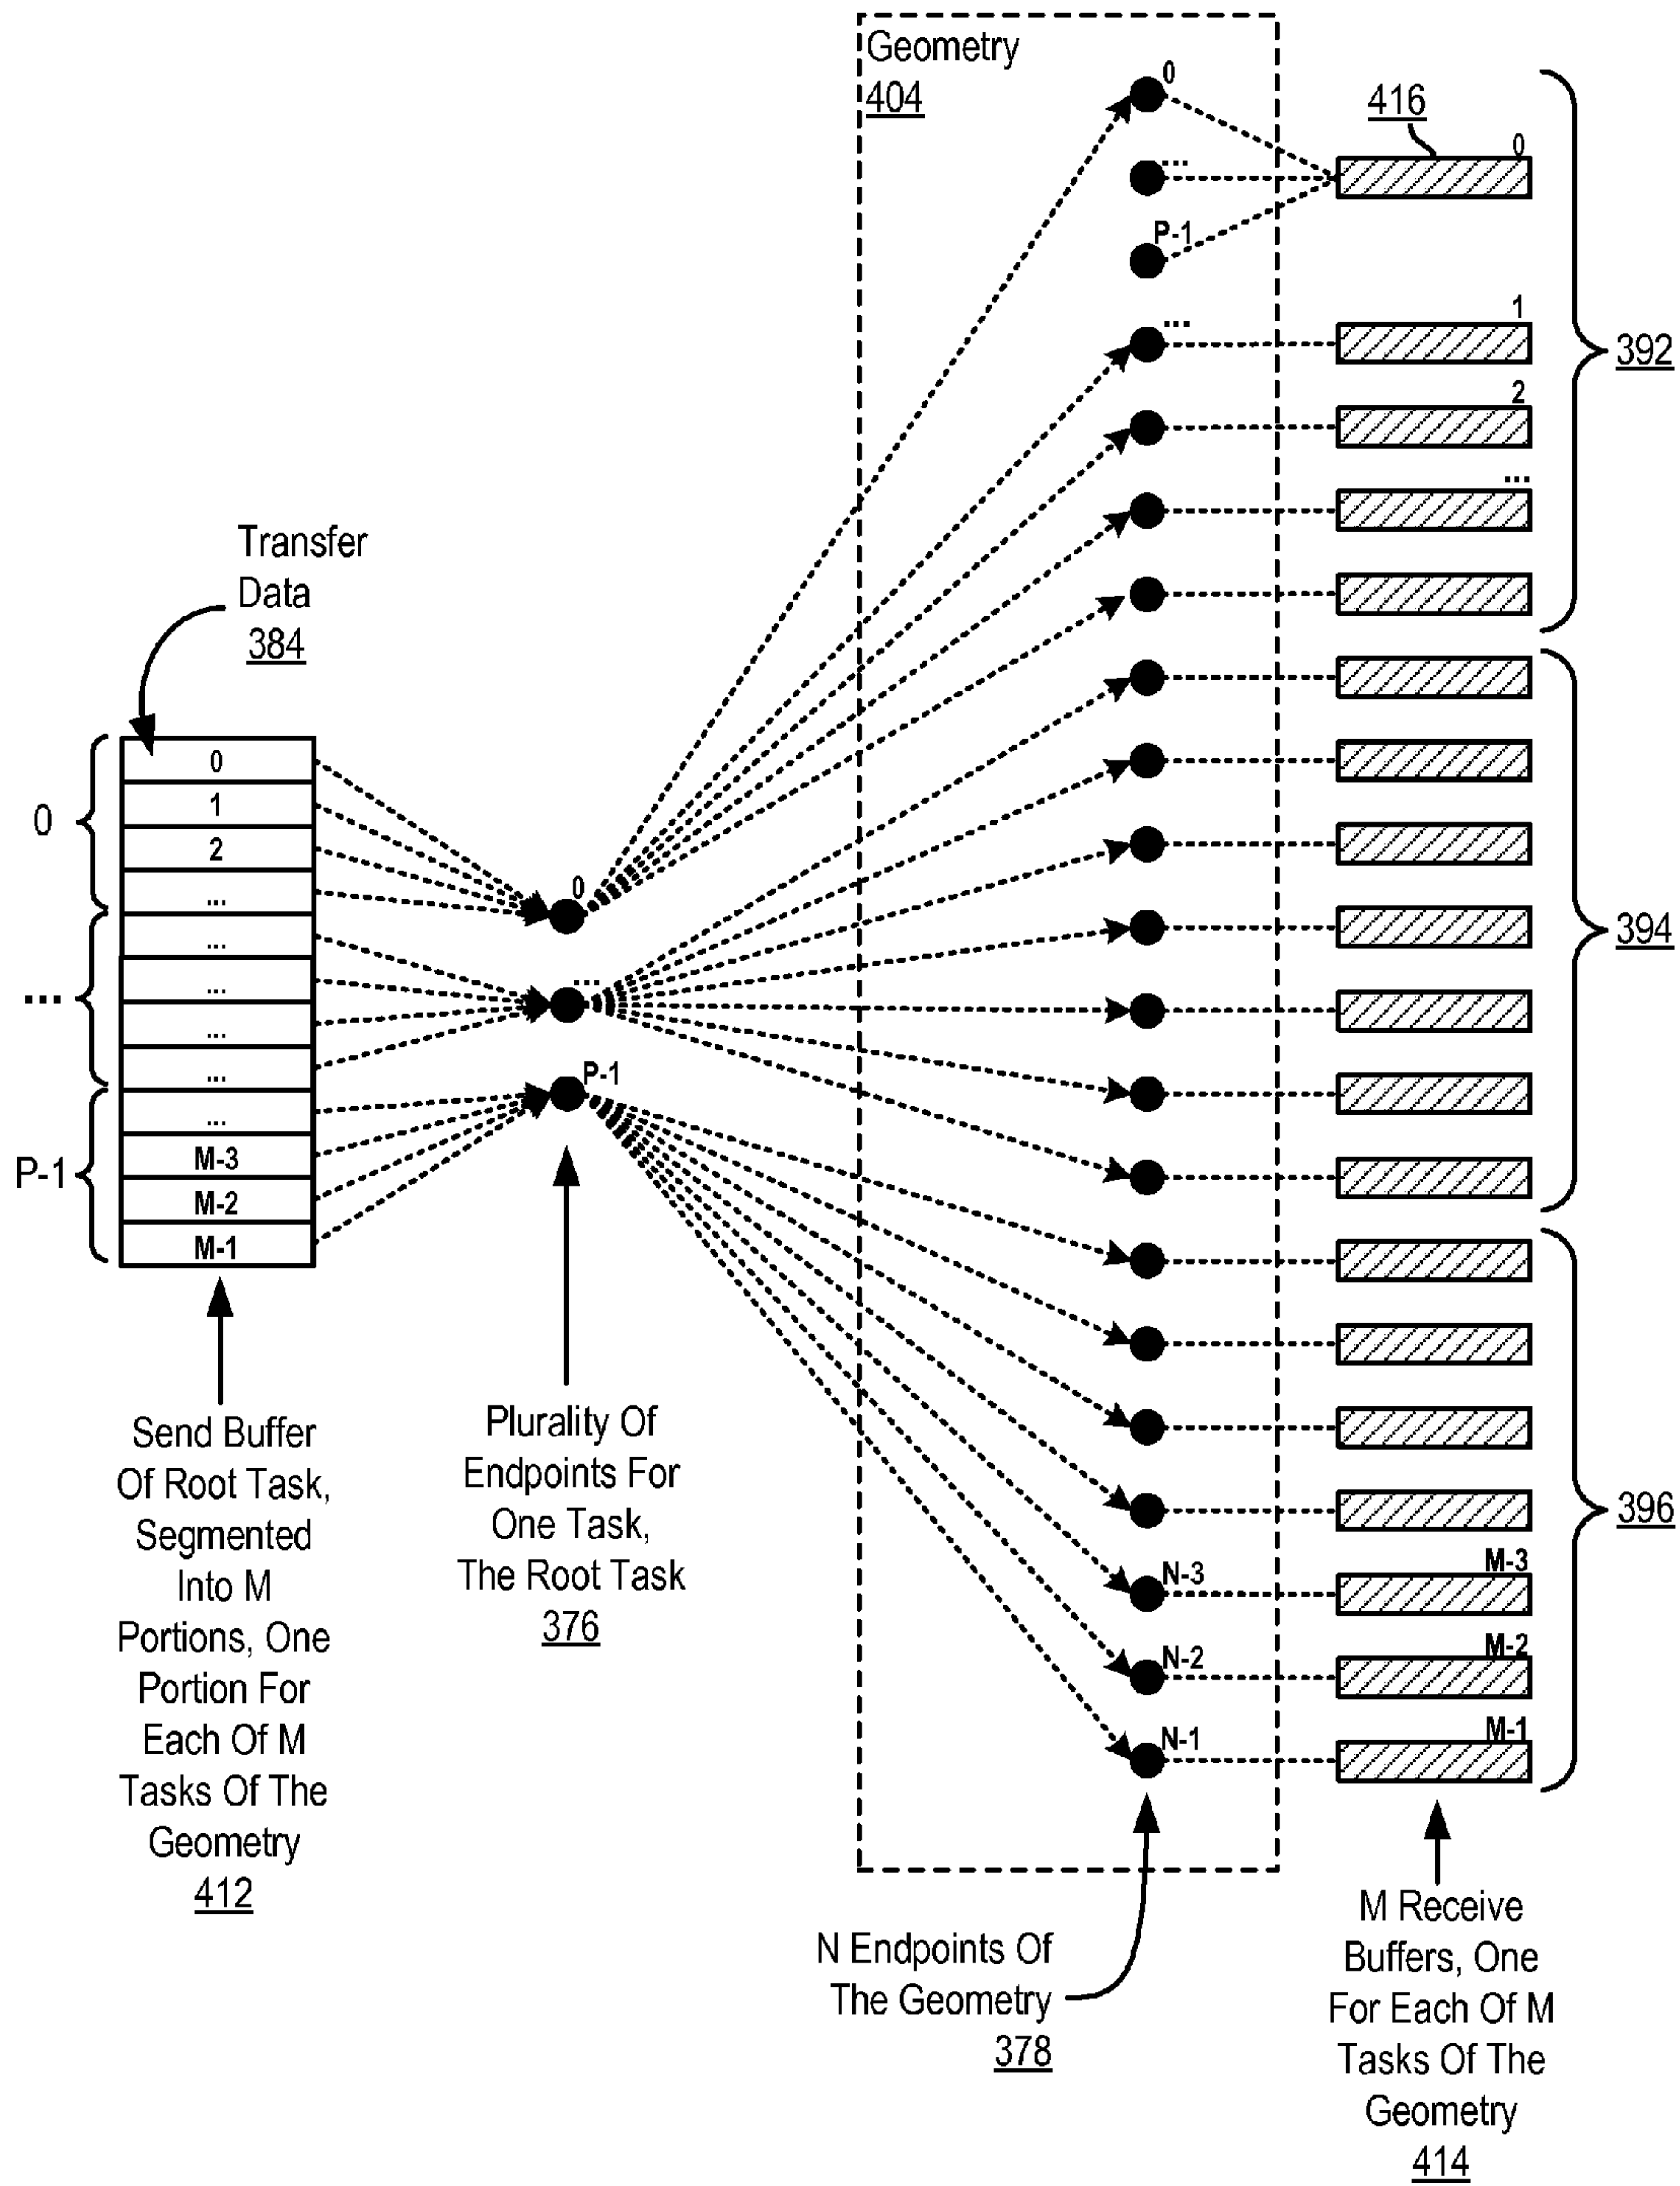 Geometry
404
0
...
P-1
...
416
0
1
2
...
392
Transfer
Data
384
0
...
P-1
0
1
2
...
...
...
...
...
...
M-3
M-2
M-1
0
...
P-1
394
396
N-3
N-2
N-1
M-3
M-2
M-1
Send Buffer
Of Root Task,
Segmented
Into M
Portions, One
Portion For
Each Of M
Tasks Of The
Geometry
412
Plurality Of
Endpoints For
One Task,
The Root Task
376
N Endpoints Of
The Geometry
378
M Receive
Buffers, One
For Each Of M
Tasks Of The
Geometry
414